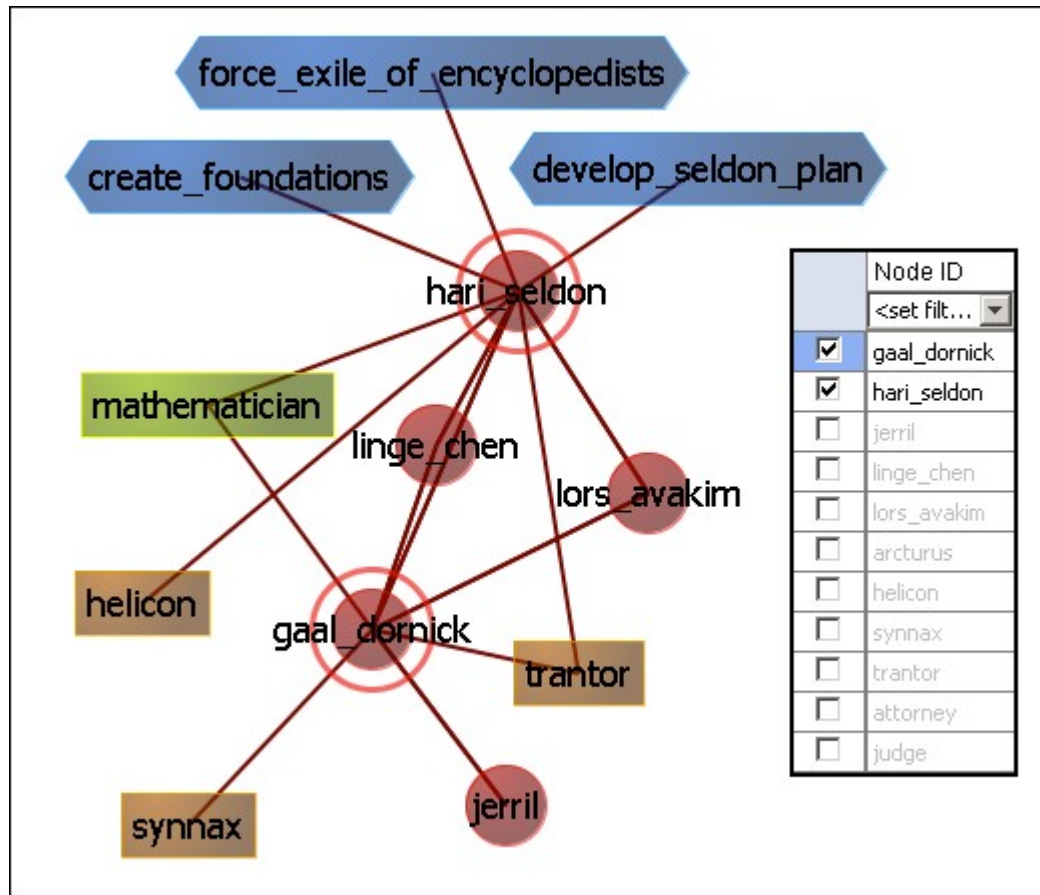 force_exile_of_encyclopedists
create_foundations
develop_seldon_plan
hari_seldon
mathematician
linge_chen
lors_avakim
helicon
gaal_dornick
trantor
synnax
jerril
Node ID
<set filt...
gaal_dornick
hari_seldon
jerril
linge_chen
lors_avakim
arcturus
helicon
synnax
trantor
attorney
judge